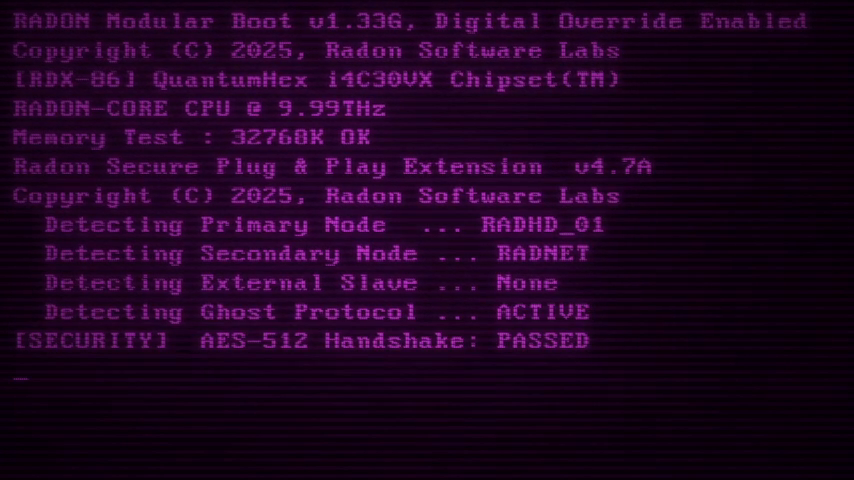 RADON Modular Boot v1.33G, Digital Override Enabled
Copyright (C) 2025, Radon Software Labs
[RDX-86] QuantumHex i4C30VX Chipset(TM)
RADON-CORE CPU @ 9.99THz
Memory Test : 32768K OK
Radon Secure Plug & Play Extension  v4.7A
Copyright (C) 2025, Radon Software Labs
  Detecting Primary Node  ... RADHD_01
  Detecting Secondary Node ... RADNET
  Detecting External Slave ... None
  Detecting Ghost Protocol ... ACTIVE
[SECURITY]  AES-512 Handshake: PASSED
_